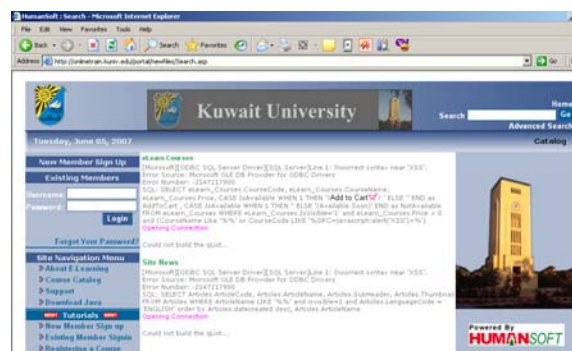 HumanSoft : Search - Microsoft Internet Explorer
File Edit View Favorites Tools Help
Back Search Favorites
Address http://onlinetrain.kuniv.edu/portal/newfiles/Search.asp Go
Kuwait University
Home
Search Go
Advanced Search
Tuesday, June 05, 2007 Catalog
New Member Sign Up
Existing Members
Username:
Password:
Login
Forgot Your Password?
Site Navigation Menu
About E-Learning
Course Catalog
Support
Download Java
Tutorials
New Member Sign up
Existing Member Signin
Registering a Course
eLearn Courses
[Microsoft][ODBC SQL Server Driver][SQL Server]Line 1: Incorrect syntax near 'XSS'.
Error Source: Microsoft OLE DB Provider for ODBC Drivers
Error Number: -2147217900
SQL: SELECT eLearn_Courses.CourseCode, eLearn_Courses.CourseName,
eLearn_Courses.Price, CASE IsAvailable WHEN 1 THEN 'Add to Cart' ELSE '' END as
AddToCart , CASE IsAvailable WHEN 1 THEN '' ELSE '(Available Soon)' END as NotAvailable
FROM eLearn_Courses WHERE eLearn_Courses.IsVisible='1' and eLearn_Courses.Price > 0
and (CourseName Like '%%' or CourseCode LIKE '%SRC=javascript:alert('XSS')>%')
Opening Connection
Could not build the qList...
Site News
[Microsoft][ODBC SQL Server Driver][SQL Server]Line 1: Incorrect syntax near 'XSS'.
Error Source: Microsoft OLE DB Provider for ODBC Drivers
Error Number: -2147217900
SQL: SELECT Articles.ArticleCode, Articles.ArticleName, Articles.SubHeader, Articles.Thumbnail
FROM Articles WHERE ArticleName LIKE '%%' and isvisible=1 and Articles.LanguageCode =
'ENGLISH' order by Articles.datecreated desc, Articles.ArticleName
Opening Connection
Could not build the qList...
Powered By
HUMANSOFT